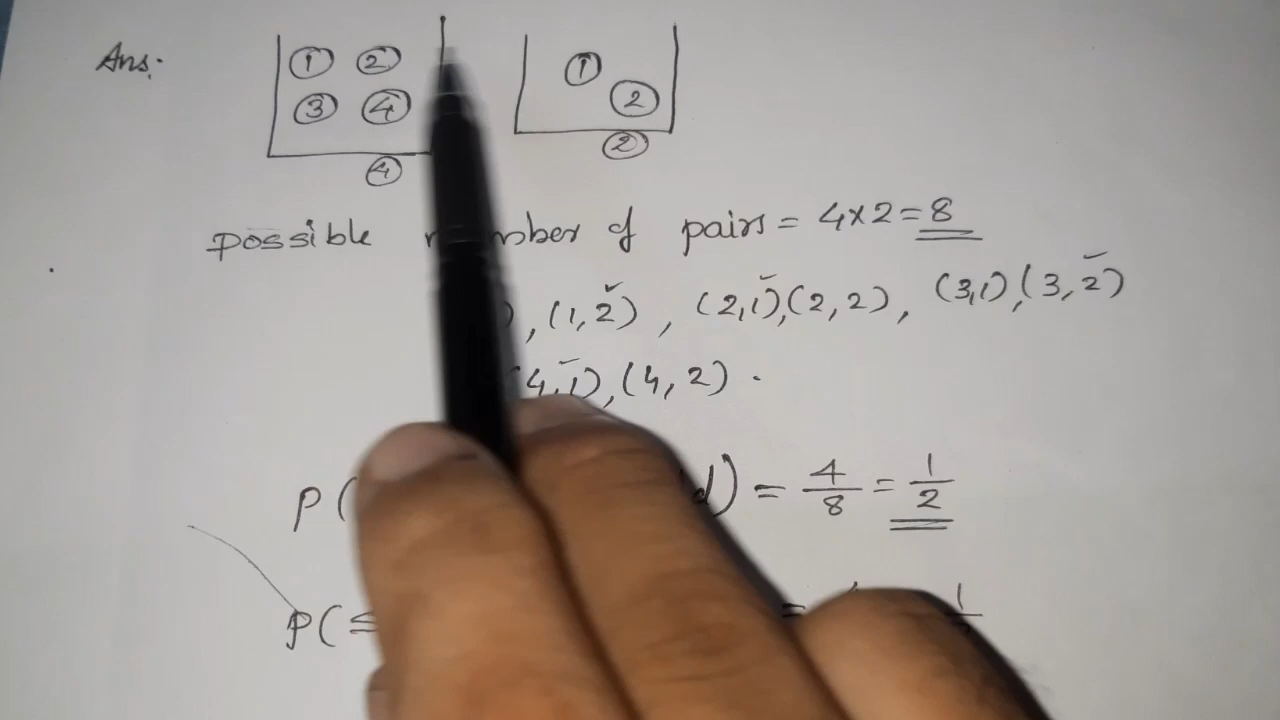 Ans:
1 2 1
3 4 2
4 2
possible number of pairs = 4×2 = 8
, (1,2), (2,1), (2,2), (3,1), (3,2)
4,1), (4,2).
P( d) = 4/8 = 1/2
P( = 1